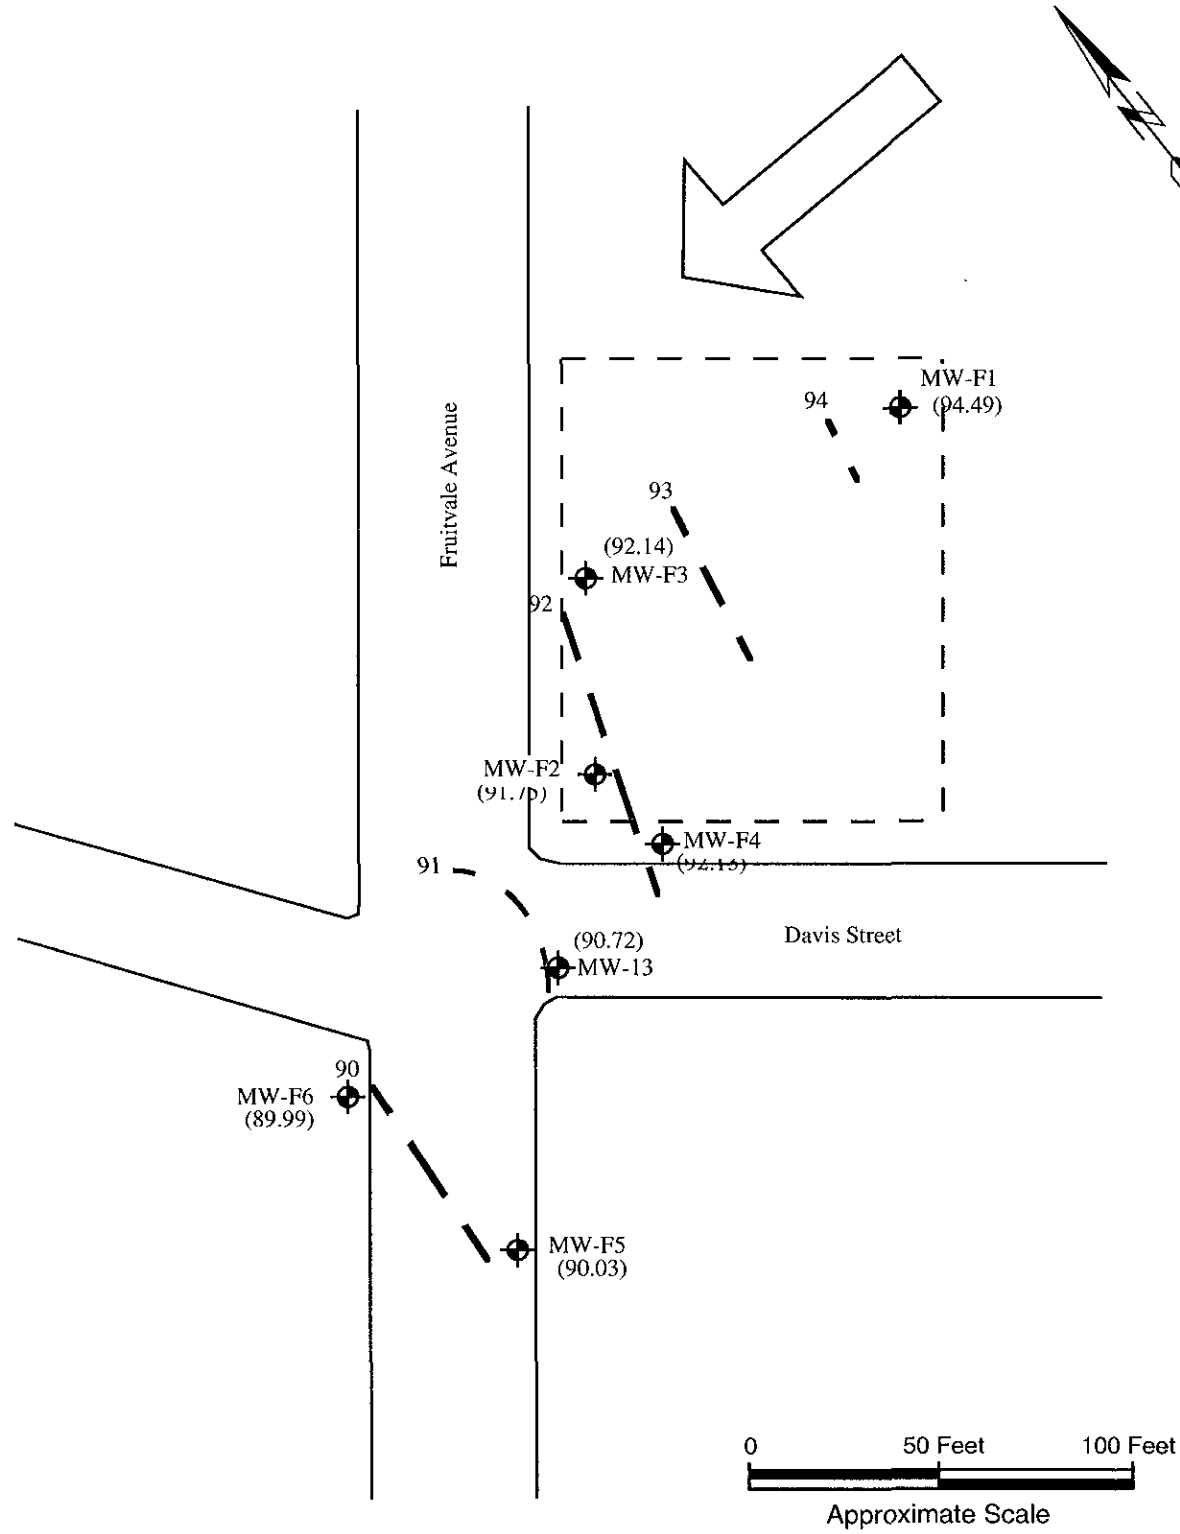 MW-F1
94
(94.49)
Fruitvale Avenue
93
(92.14)
MW-F3
92
MW-F2
MW-F4
91
Davis Street
(90.72)
MW-13
90
MW-F6
(89.99)
MW-F5
(90.03)
0 50 Feet 100 Feet
Approximate Scale